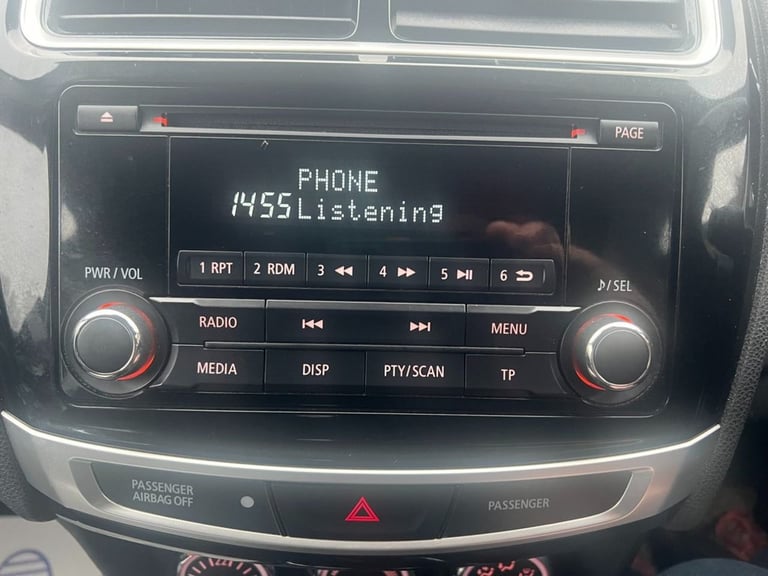 PAGE
PHONE
1455 Listening
1 RPT 2 RDM 3 4 5 6
PWR / VOL
/SEL
RADIO MENU
MEDIA DISP PTY/SCAN TP
PASSENGER
AIRBAG OFF
PASSENGER